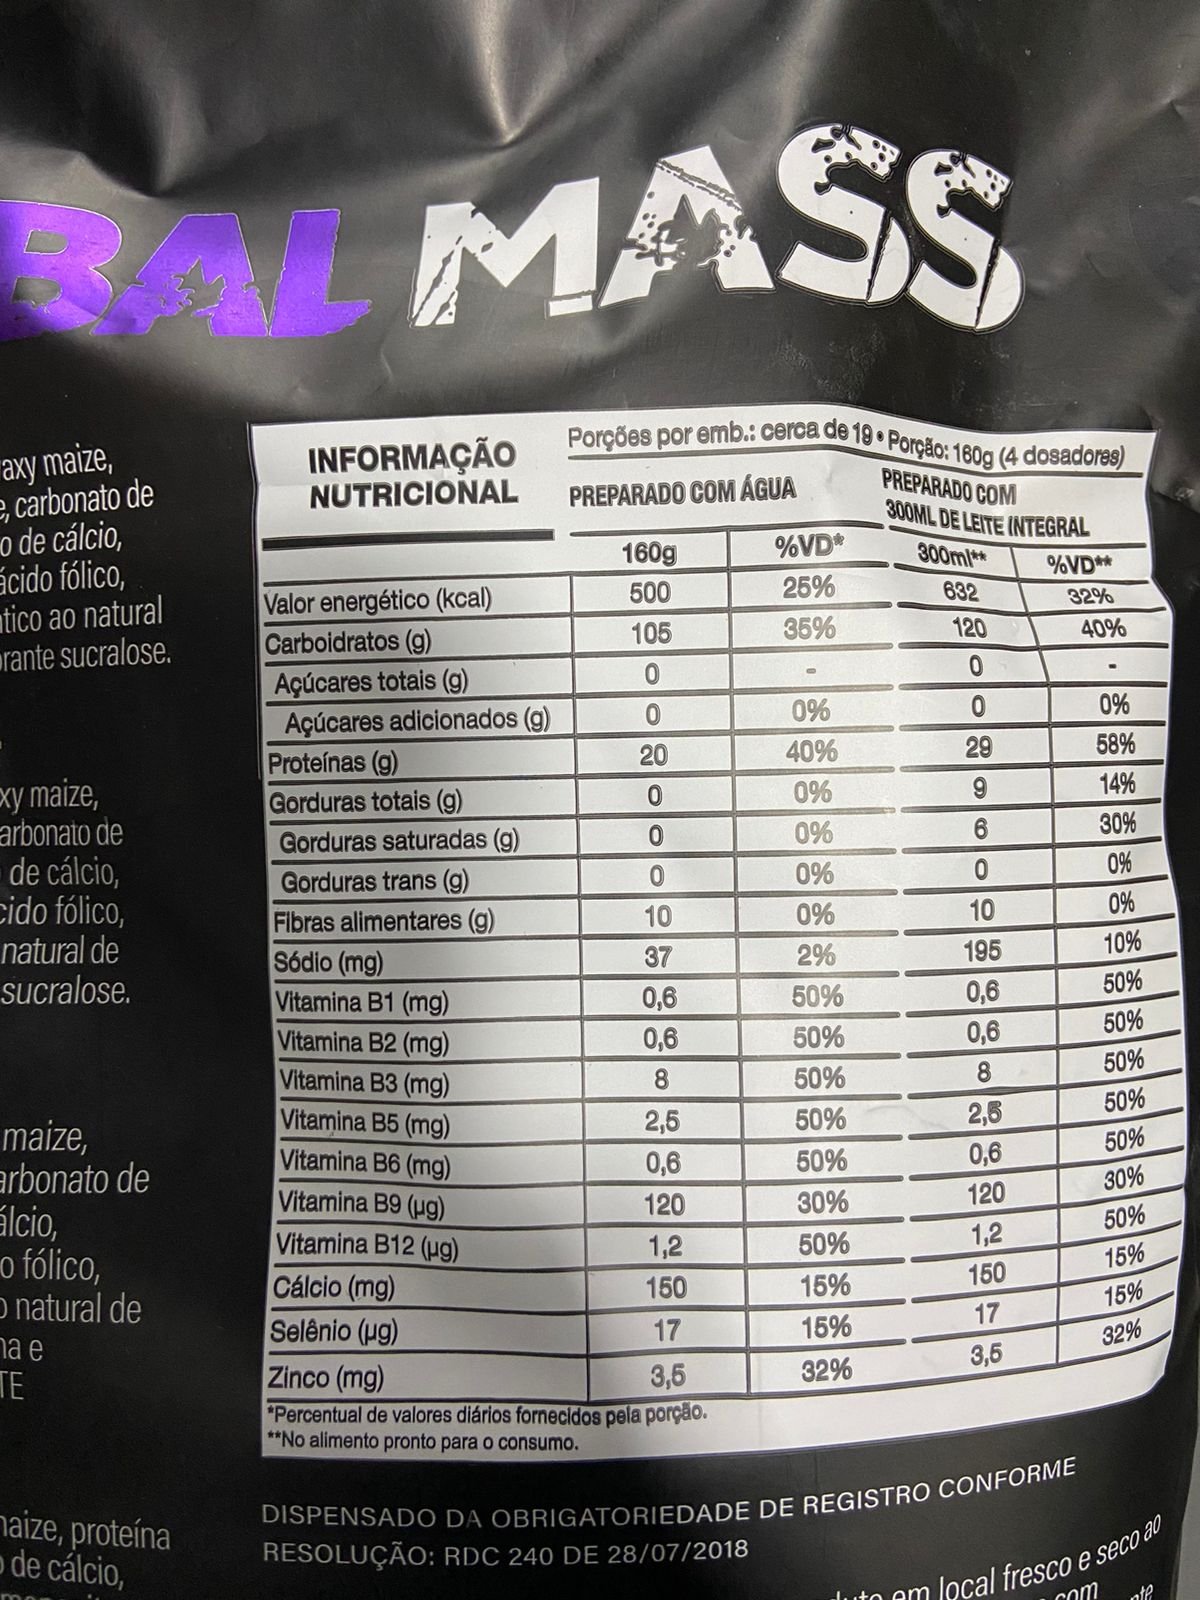 BAL MASS
axy maize,
e, carbonato de
o de cálcio,
ácido fólico,
ntico ao natural
orante sucralose.
xy maize,
arbonato de
de cálcio,
cido fólico,
natural de
sucralose.
maize,
arbonato de
álcio,
o fólico,
o natural de
na e
TE
naize, proteína
o de cálcio,
INFORMAÇÃO
NUTRICIONAL
Porções por emb.: cerca de 19 • Porção: 160g (4 dosadores)
PREPARADO COM ÁGUA
PREPARADO COM
300ML DE LEITE INTEGRAL
160g %VD* 300ml** %VD**
Valor energético (kcal) 500 25% 632 32%
Carboidratos (g) 105 35% 120 40%
Açúcares totais (g) 0 - 0 -
Açúcares adicionados (g) 0 0% 0 0%
Proteínas (g) 20 40% 29 58%
Gorduras totais (g) 0 0% 9 14%
Gorduras saturadas (g) 0 0% 6 30%
Gorduras trans (g) 0 0% 0 0%
Fibras alimentares (g) 10 0% 10 0%
Sódio (mg) 37 2% 195 10%
Vitamina B1 (mg) 0,6 50% 0,6 50%
Vitamina B2 (mg) 0,6 50% 0,6 50%
Vitamina B3 (mg) 8 50% 8 50%
Vitamina B5 (mg) 2,5 50% 2,5 50%
Vitamina B6 (mg) 0,6 50% 0,6 50%
Vitamina B9 (µg) 120 30% 120 30%
Vitamina B12 (µg) 1,2 50% 1,2 50%
Cálcio (mg) 150 15% 150 15%
Selênio (µg) 17 15% 17 15%
Zinco (mg) 3,5 32% 3,5 32%
*Percentual de valores diários fornecidos pela porção.
**No alimento pronto para o consumo.
DISPENSADO DA OBRIGATORIEDADE DE REGISTRO CONFORME
RESOLUÇÃO: RDC 240 DE 28/07/2018
em local fresco e seco ao
com